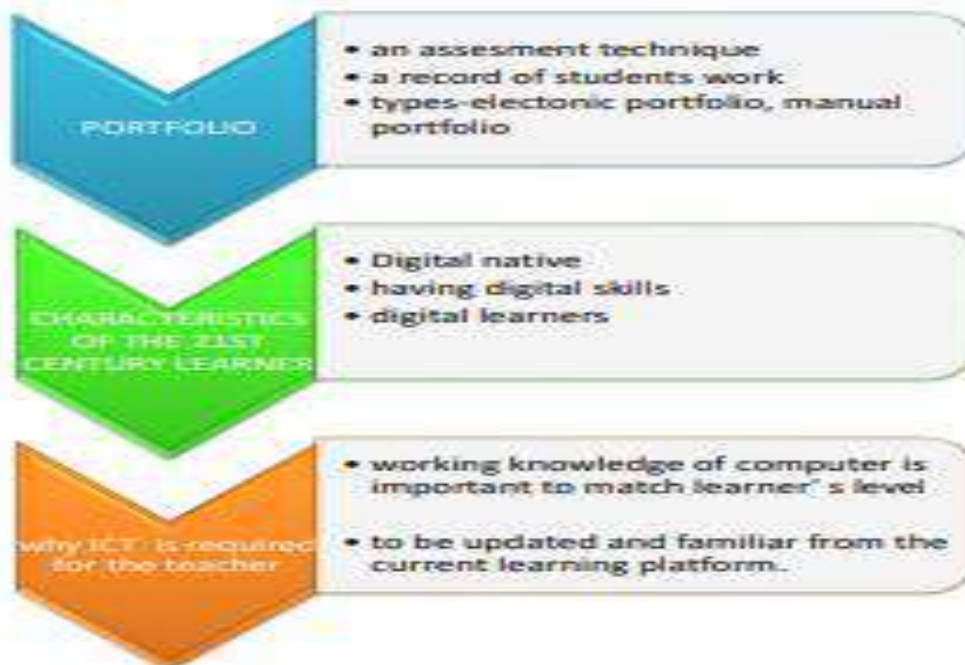 PORTFOLIO
• an assesment technique
• a record of students work
• types-electonic portfolio, manual
portfolio
CHARACTERISTICS
OF THE 21ST
CENTURY LEARNER
• Digital native
• having digital skills
• digital learners
why ICT is required
for the teacher
• working knowledge of computer is
important to match learner' s level
• to be updated and familiar from the
current learning platform..